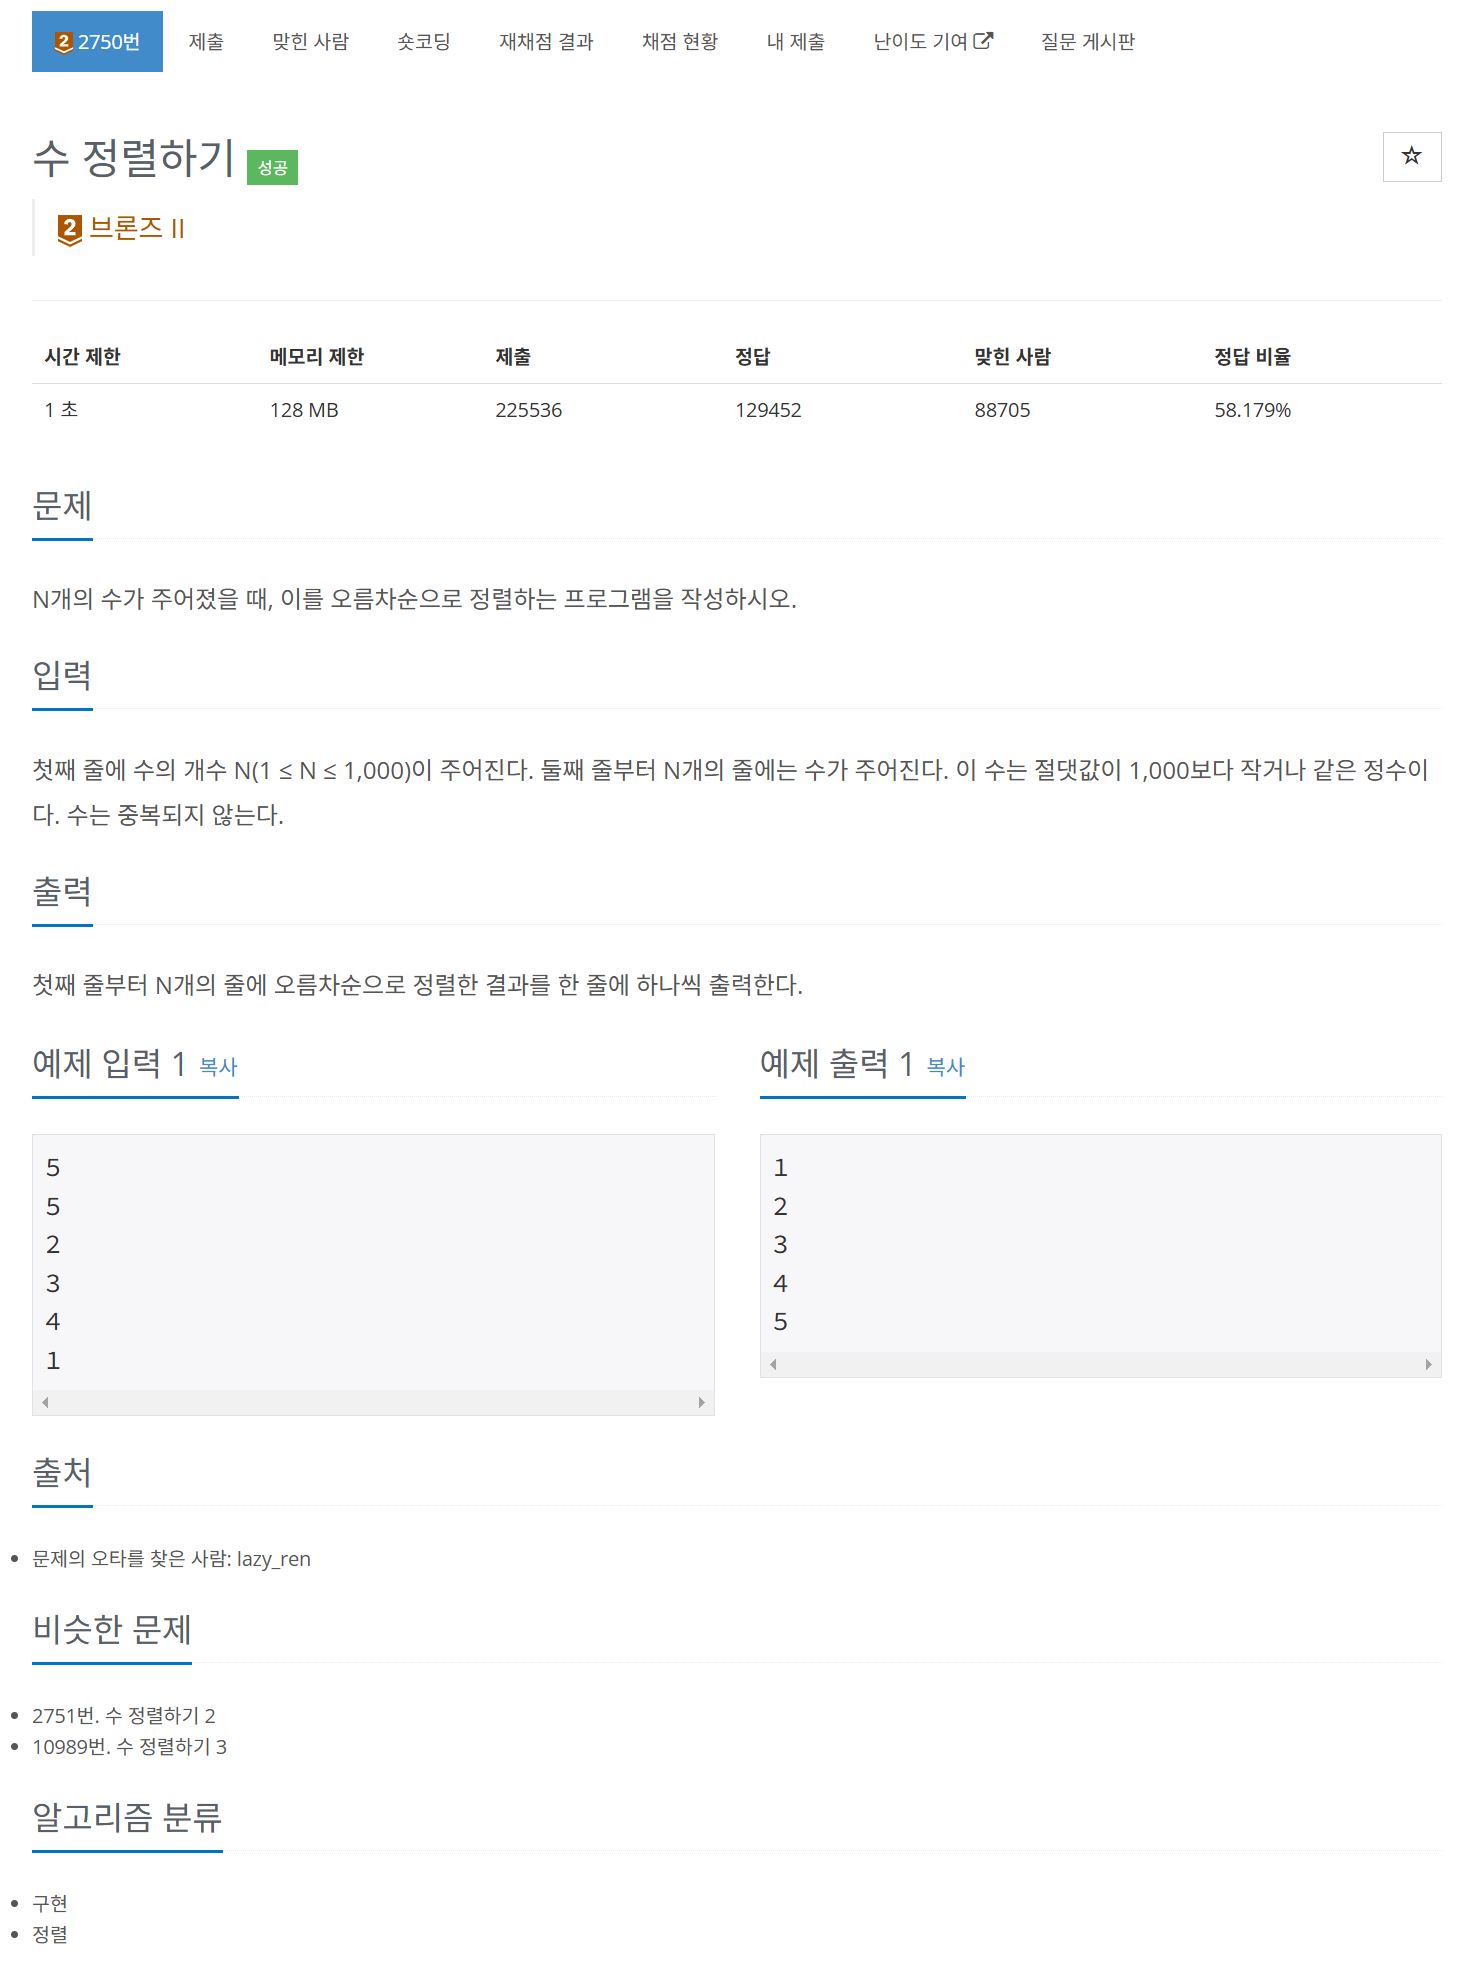 2 2750번 제출 맞힌 사람 숏코딩 재채점 결과 채점 현황 내 제출 난이도 기여 질문 게시판
수 정렬하기 성공
2 브론즈 II
시간 제한 메모리 제한 제출 정답 맞힌 사람 정답 비율
1 초 128 MB 225536 129452 88705 58.179%
문제
N개의 수가 주어졌을 때, 이를 오름차순으로 정렬하는 프로그램을 작성하시오.
입력
첫째 줄에 수의 개수 N(1 ≤ N ≤ 1,000)이 주어진다. 둘째 줄부터 N개의 줄에는 수가 주어진다. 이 수는 절댓값이 1,000보다 작거나 같은 정수이
다. 수는 중복되지 않는다.
출력
첫째 줄부터 N개의 줄에 오름차순으로 정렬한 결과를 한 줄에 하나씩 출력한다.
예제 입력 1 복사
5
5
2
3
4
1
예제 출력 1 복사
1
2
3
4
5
출처
문제의 오타를 찾은 사람: lazy_ren
비슷한 문제
2751번. 수 정렬하기 2
10989번. 수 정렬하기 3
알고리즘 분류
구현
정렬